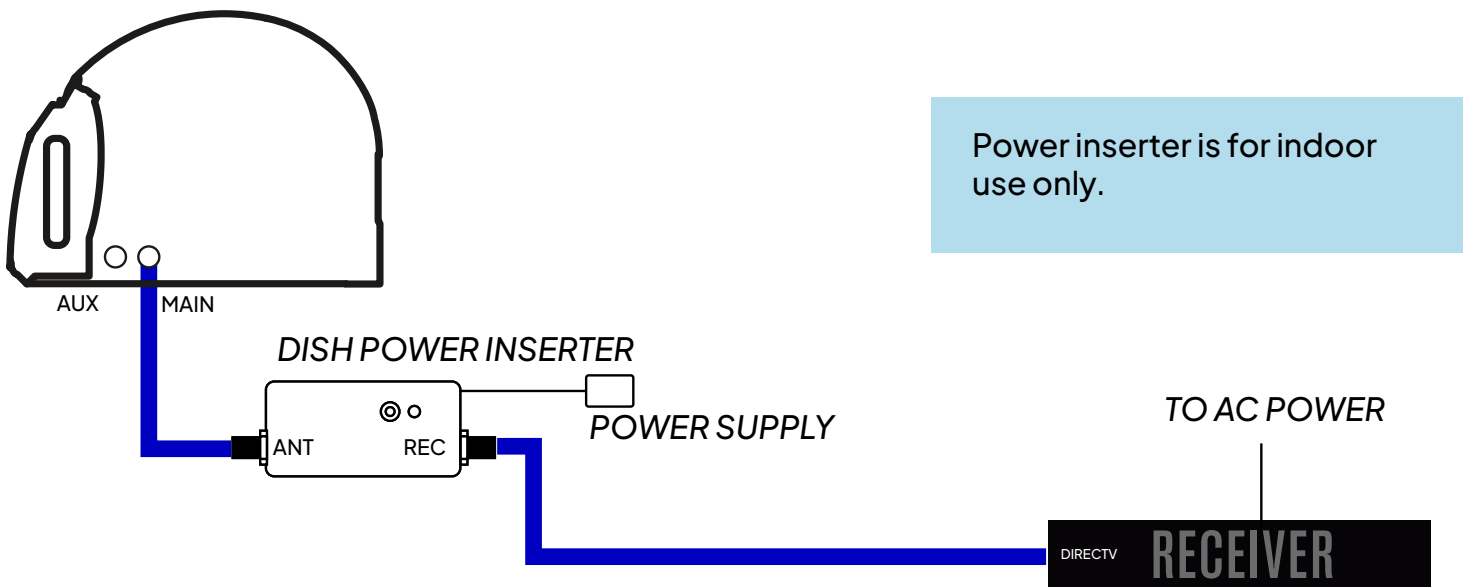 Power inserter is for indoor
use only.
AUX
MAIN
DISH POWER INSERTER
POWER SUPPLY
ANT
REC
TO AC POWER
DIRECTV
RECEIVER